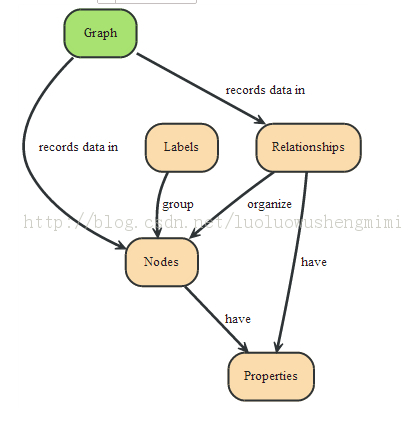 Graph
records data in
records data in
Labels
Relationships
group
organize
http://blog.csdn.net/luoluowushengmimi
Nodes
have
have
Properties